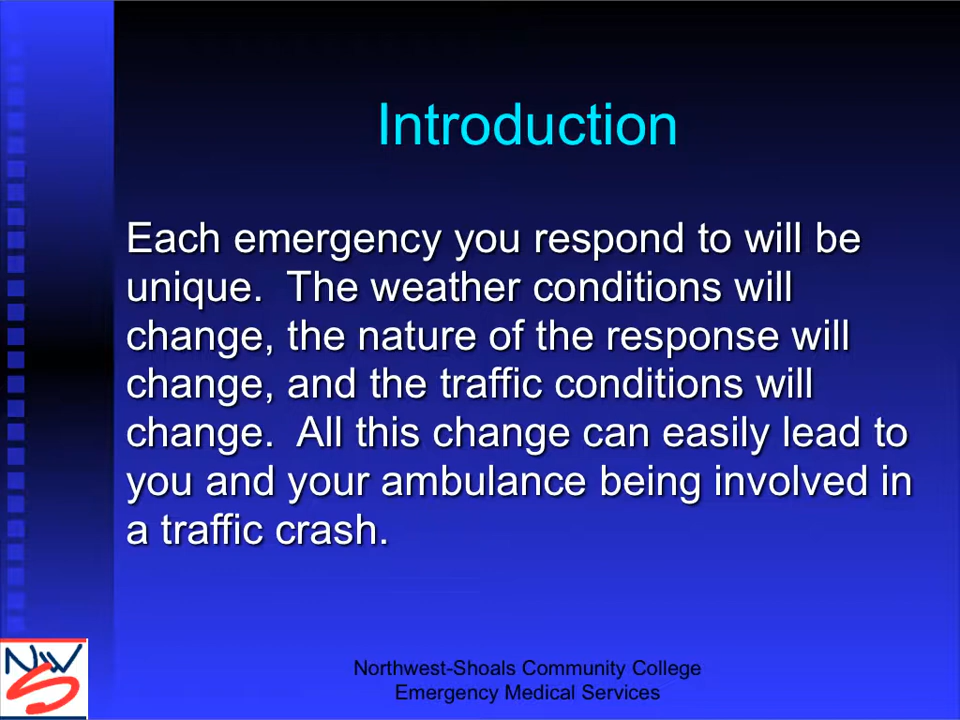 Introduction
Each emergency you respond to will be
unique.  The weather conditions will
change, the nature of the response will
change, and the traffic conditions will
change.  All this change can easily lead to
you and your ambulance being involved in
a traffic crash.
NWS
Northwest-Shoals Community College
Emergency Medical Services